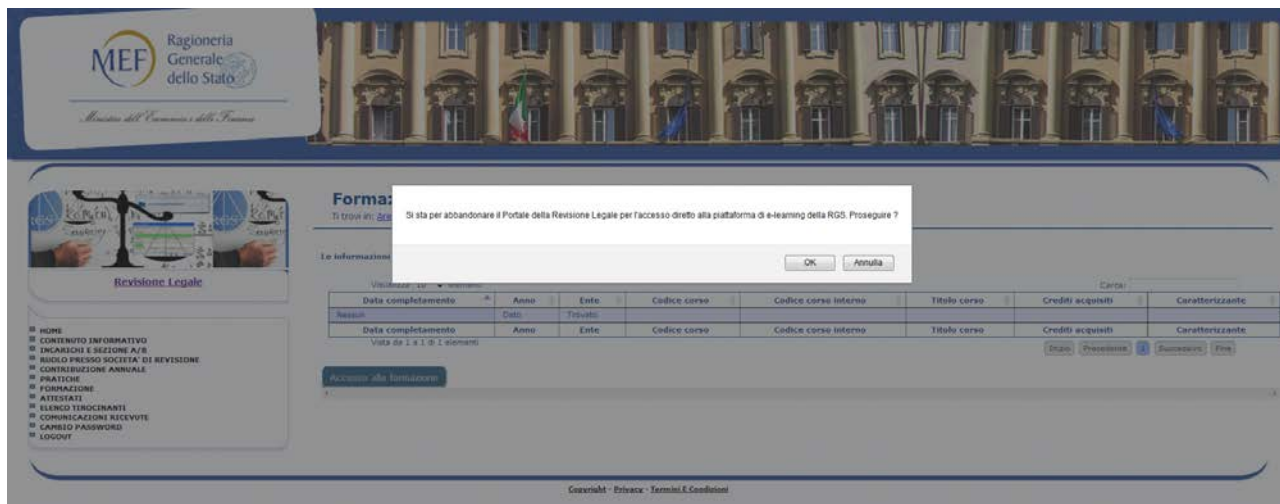 MEF
Ragioneria
Generale
dello Stato
Ministero dell'Economia e delle Finanze
Revisione Legale
HOME
CONTENUTO INFORMATIVO
INCARICHI E SEZIONE A/B
RUOLO PRESSO SOCIETA' DI REVISIONE
CONTRIBUZIONE ANNUALE
PRATICHE
FORMAZIONE
ATTESTATI
ELENCO TIROCINANTI
COMUNICAZIONI RICEVUTE
CAMBIO PASSWORD
LOGOUT
Formaz
Ti trovi in: Are
Si sta per abbandonare il Portale della Revisione Legale per l'accesso diretto alla piattaforma di e-learning della RGS. Proseguire ?
OK Annulla
Le informazioni
Visualizza 10 elementi Cerca:
Data completamento Anno Ente Codice corso Codice corso interno Titolo corso Crediti acquisiti Caratterizzante
Nessun Dato Trovato
Data completamento Anno Ente Codice corso Codice corso interno Titolo corso Crediti acquisiti Caratterizzante
Vista da 1 a 1 di 1 elementi Inizio Precedente 1 Successivo Fine
Accesso alla formazione
Copyright - Privacy - Termini E Condizioni